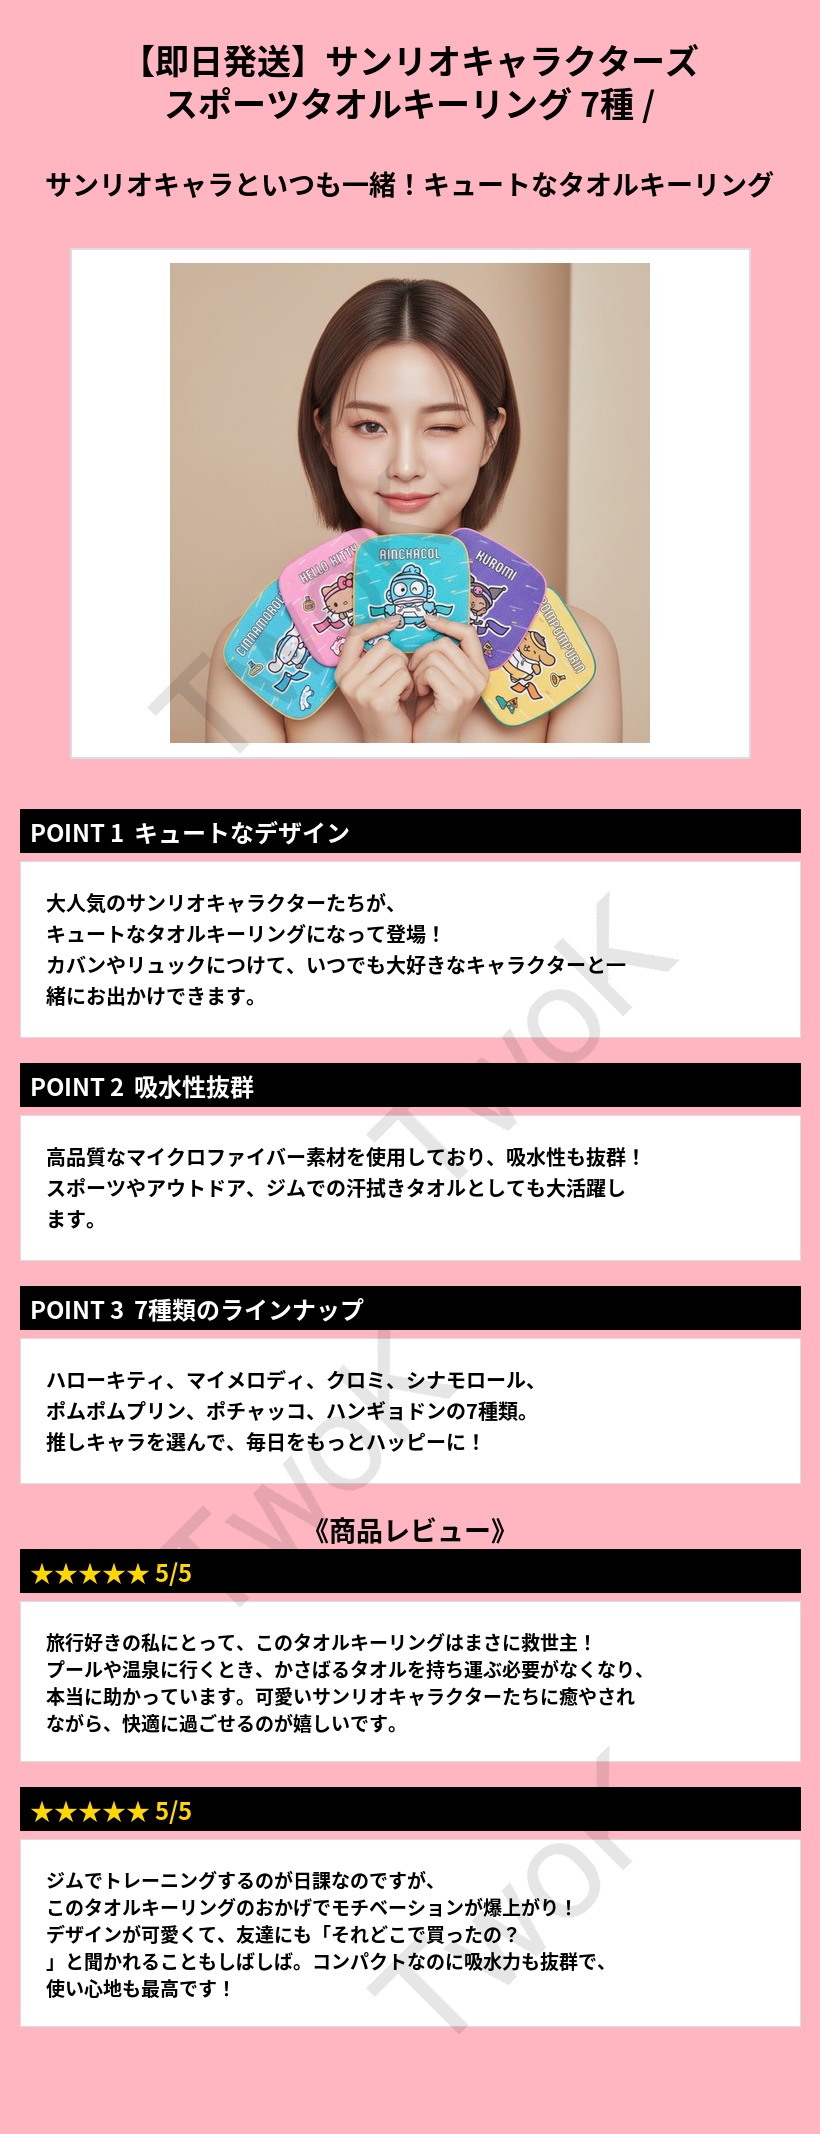 【即日発送】サンリオキャラクターズ
スポーツタオルキーリング 7種 /
サンリオキャラといつも一緒！キュートなタオルキーリング
CINNAMOROL
HELLO KITTY
AINCHACOL
KUROMI
POMPOMPURIN
POINT 1 キュートなデザイン
大人気のサンリオキャラクターたちが、
キュートなタオルキーリングになって登場！
カバンやリュックにつけて、いつでも大好きなキャラクターと一
緒にお出かけできます。
POINT 2 吸水性抜群
高品質なマイクロファイバー素材を使用しており、吸水性も抜群！
スポーツやアウトドア、ジムでの汗拭きタオルとしても大活躍し
ます。
POINT 3 7種類のラインナップ
ハローキティ、マイメロディ、クロミ、シナモロール、
ポムポムプリン、ポチャッコ、ハンギョドンの7種類。
推しキャラを選んで、毎日をもっとハッピーに！
《商品レビュー》
★★★★★ 5/5
旅行好きの私にとって、このタオルキーリングはまさに救世主！
プールや温泉に行くとき、かさばるタオルを持ち運ぶ必要がなくなり、
本当に助かっています。可愛いサンリオキャラクターたちに癒やされ
ながら、快適に過ごせるのが嬉しいです。
★★★★★ 5/5
ジムでトレーニングするのが日課なのですが、
このタオルキーリングのおかげでモチベーションが爆上がり！
デザインが可愛くて、友達にも「それどこで買ったの？
」と聞かれることもしばしば。コンパクトなのに吸水力も抜群で、
使い心地も最高です！
TwoK
TwoK
TwoK
TwoK